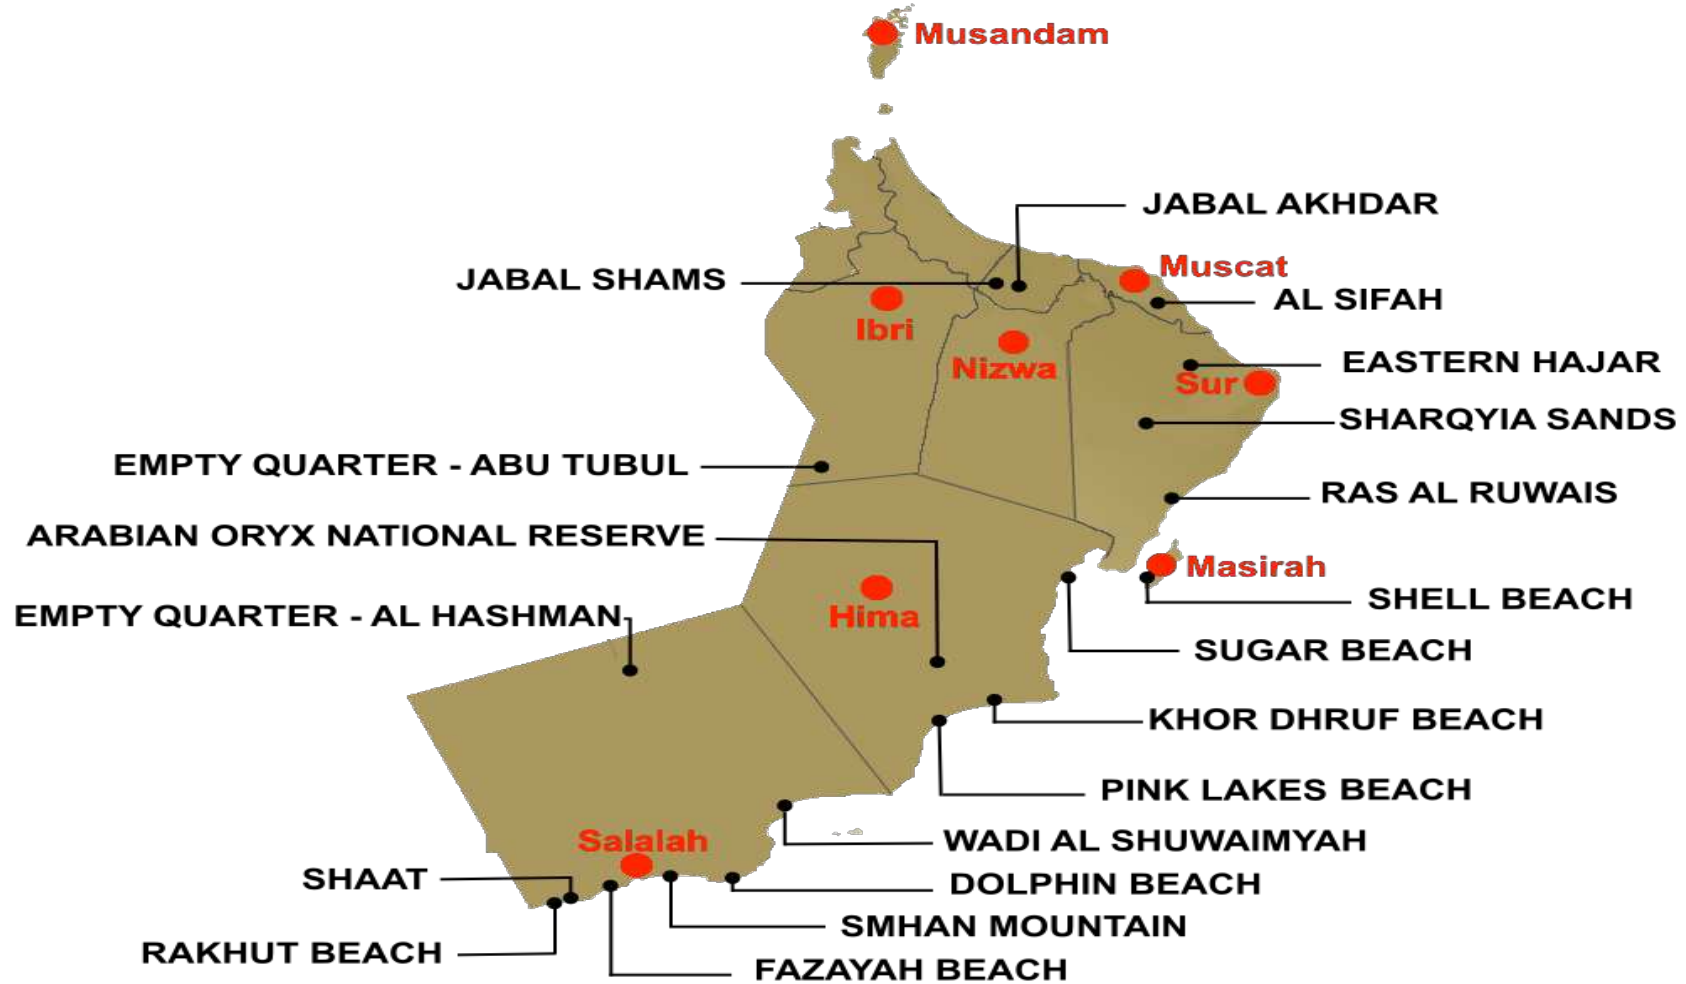 Musandam
JABAL AKHDAR
Muscat
JABAL SHAMS
AL SIFAH
Ibri
EASTERN HAJAR
Nizwa
Sur
SHARQYIA SANDS
EMPTY QUARTER - ABU TUBUL
RAS AL RUWAIS
ARABIAN ORYX NATIONAL RESERVE
Masirah
SHELL BEACH
EMPTY QUARTER - AL HASHMAN
Hima
SUGAR BEACH
KHOR DHRUF BEACH
PINK LAKES BEACH
Salalah
WADI AL SHUWAIMYAH
SHAAT
DOLPHIN BEACH
SMHAN MOUNTAIN
RAKHUT BEACH
FAZAYAH BEACH